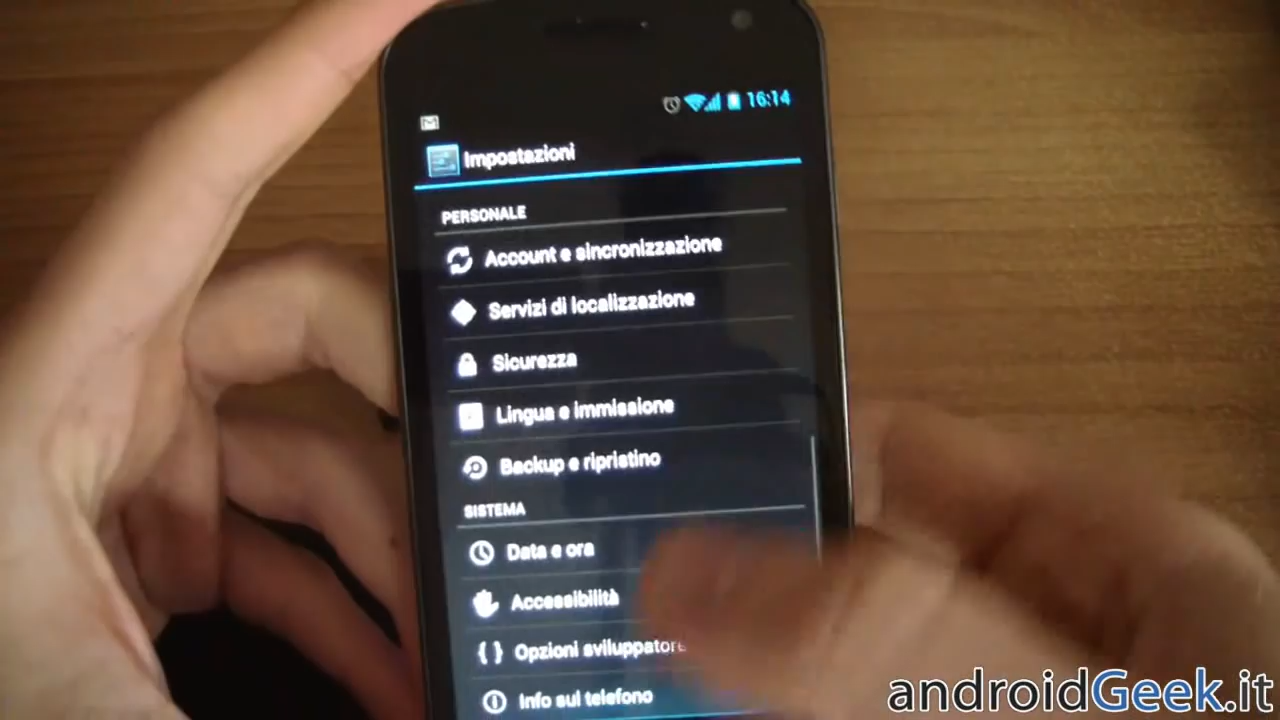 16:14
Impostazioni
PERSONALE
Account e sincronizzazione
Servizi di localizzazione
Sicurezza
Lingua e immissione
Backup e ripristino
SISTEMA
Data e ora
Accessibilità
{ } Opzioni sviluppatore
Info sul telefono
androidGeek.it